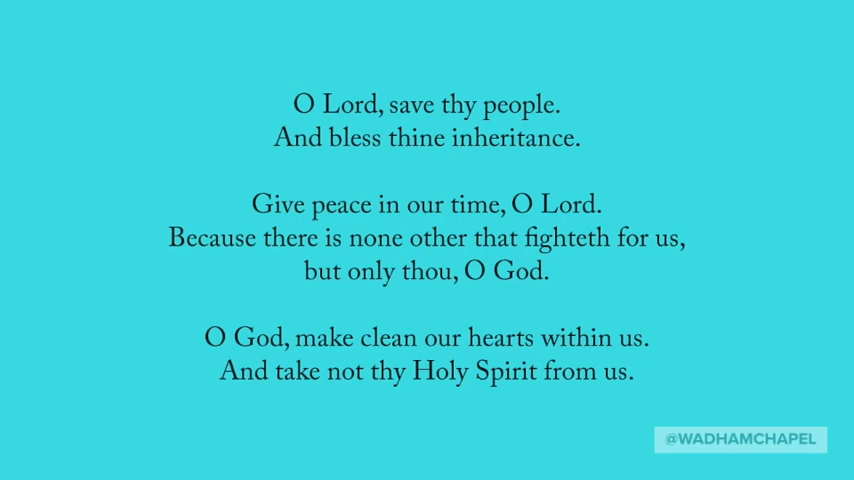 O Lord, save thy people.
And bless thine inheritance.
Give peace in our time, O Lord.
Because there is none other that fighteth for us,
but only thou, O God.
O God, make clean our hearts within us.
And take not thy Holy Spirit from us.
@WADHAMCHAPEL